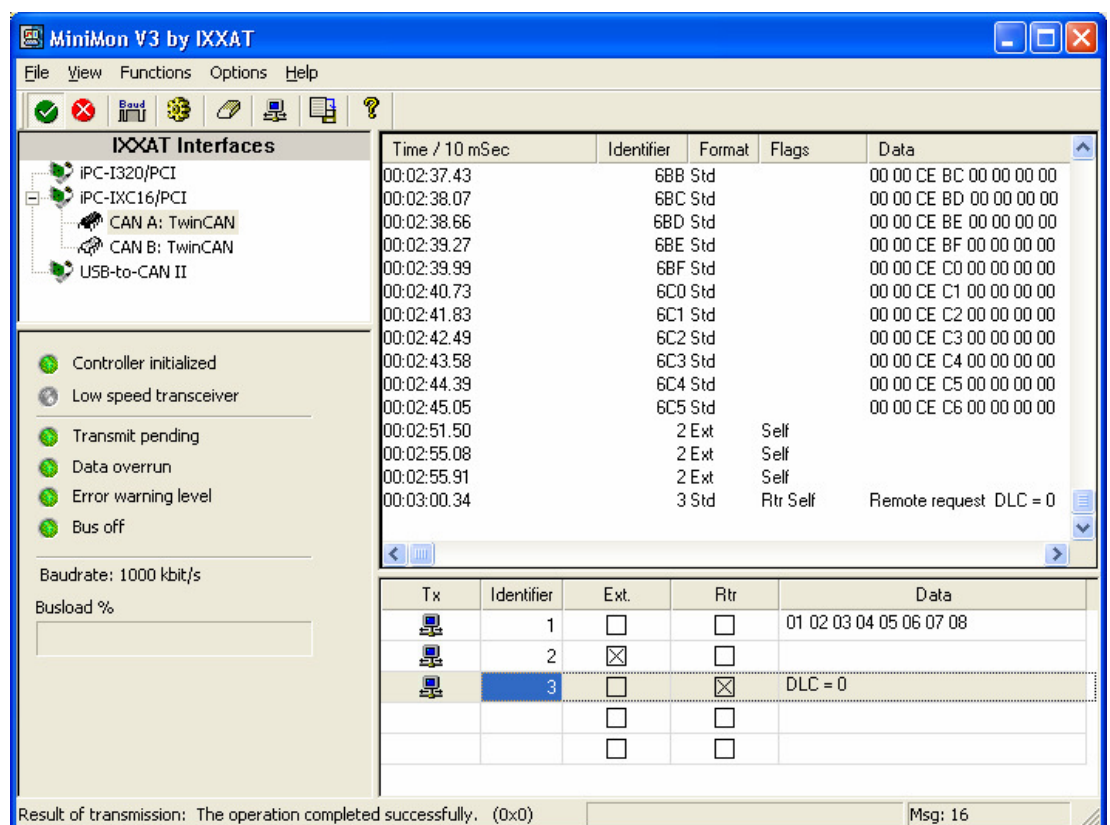 MiniMon V3 by IXXAT
File View Functions Options Help
Baud
IXXAT Interfaces
iPC-I320/PCI
iPC-IXC16/PCI
CAN A: TwinCAN
CAN B: TwinCAN
USB-to-CAN II
Controller initialized
Low speed transceiver
Transmit pending
Data overrun
Error warning level
Bus off
Baudrate: 1000 kbit/s
Busload %
Time / 10 mSec Identifier Format Flags Data
00:02:37.43 6BB Std 00 00 CE BC 00 00 00 00
00:02:38.07 6BC Std 00 00 CE BD 00 00 00 00
00:02:38.66 6BD Std 00 00 CE BE 00 00 00 00
00:02:39.27 6BE Std 00 00 CE BF 00 00 00 00
00:02:39.99 6BF Std 00 00 CE C0 00 00 00 00
00:02:40.73 6C0 Std 00 00 CE C1 00 00 00 00
00:02:41.83 6C1 Std 00 00 CE C2 00 00 00 00
00:02:42.49 6C2 Std 00 00 CE C3 00 00 00 00
00:02:43.58 6C3 Std 00 00 CE C4 00 00 00 00
00:02:44.39 6C4 Std 00 00 CE C5 00 00 00 00
00:02:45.05 6C5 Std 00 00 CE C6 00 00 00 00
00:02:51.50 2 Ext Self
00:02:55.08 2 Ext Self
00:02:55.91 2 Ext Self
00:03:00.34 3 Std Rtr Self Remote request DLC = 0
Tx Identifier Ext. Rtr Data
1 01 02 03 04 05 06 07 08
2
3 DLC = 0
Result of transmission: The operation completed successfully. (0x0) Msg: 16